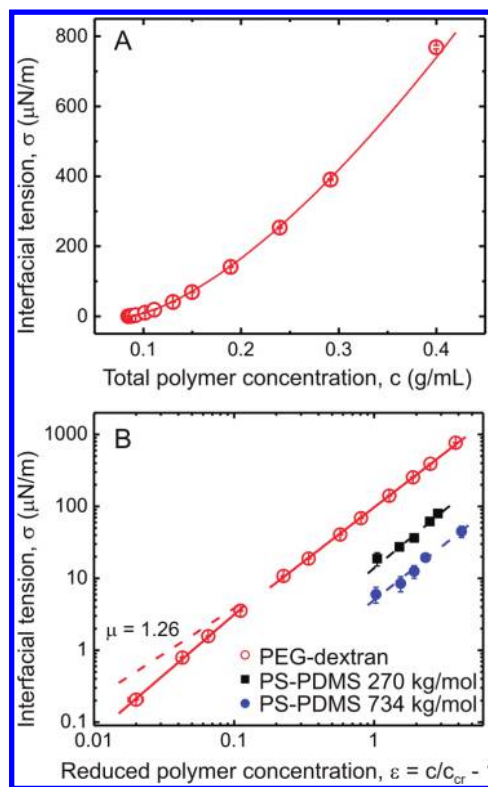 A
800
600
400
200
0
Interfacial tension, σ (µN/m)
0.1 0.2 0.3 0.4
Total polymer concentration, c (g/mL)
B
1000
100
10
1
0.1
Interfacial tension, σ (µN/m)
μ = 1.26
PEG-dextran
PS-PDMS 270 kg/mol
PS-PDMS 734 kg/mol
0.01 0.1 1
Reduced polymer concentration, ε = c/c_cr -